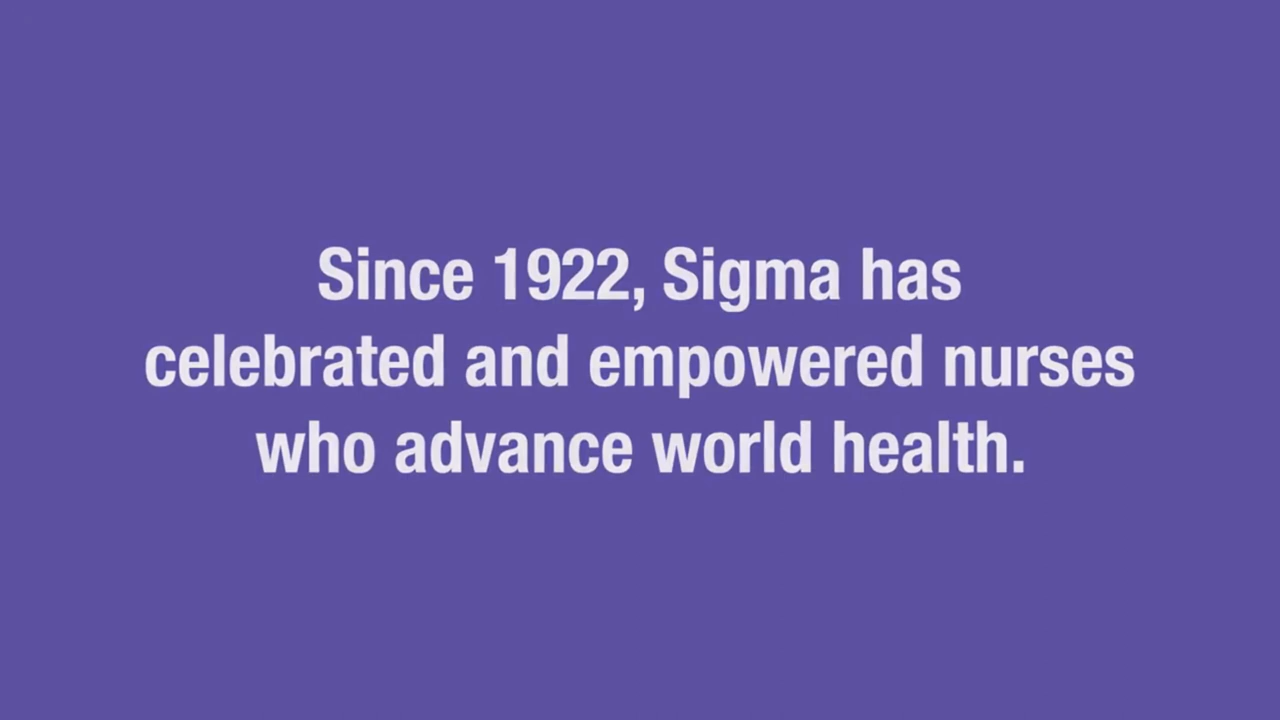 Since 1922, Sigma has
celebrated and empowered nurses
who advance world health.